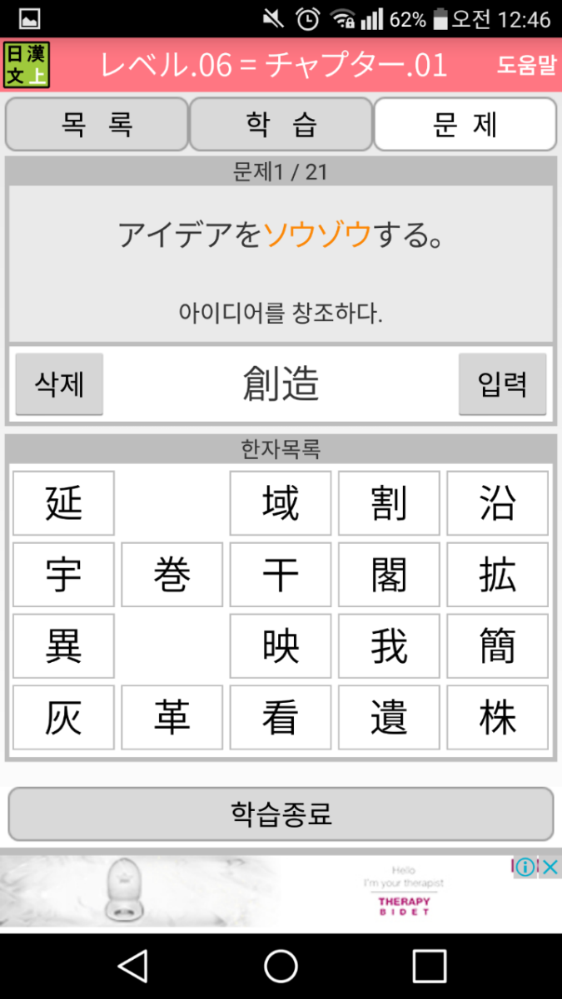 62% 오전 12:46
日漢
文上
レベル.06 = チャプター.01 도움말
목 록 학 습 문 제
문제1 / 21
アイデアをソウゾウする。
아이디어를 창조하다.
삭제 創造 입력
한자목록
延 域 割 沿
宇 巻 干 閣 拡
異 映 我 簡
灰 革 看 遺 株
학습종료
Hello
I'm your therapist
THERAPY
BIDET